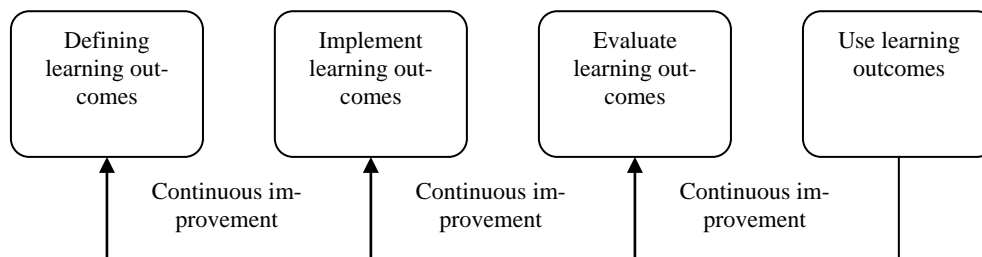 Defining
learning out-
comes
Implement
learning out-
comes
Evaluate
learning out-
comes
Use learning
outcomes
Continuous im-
provement
Continuous im-
provement
Continuous im-
provement